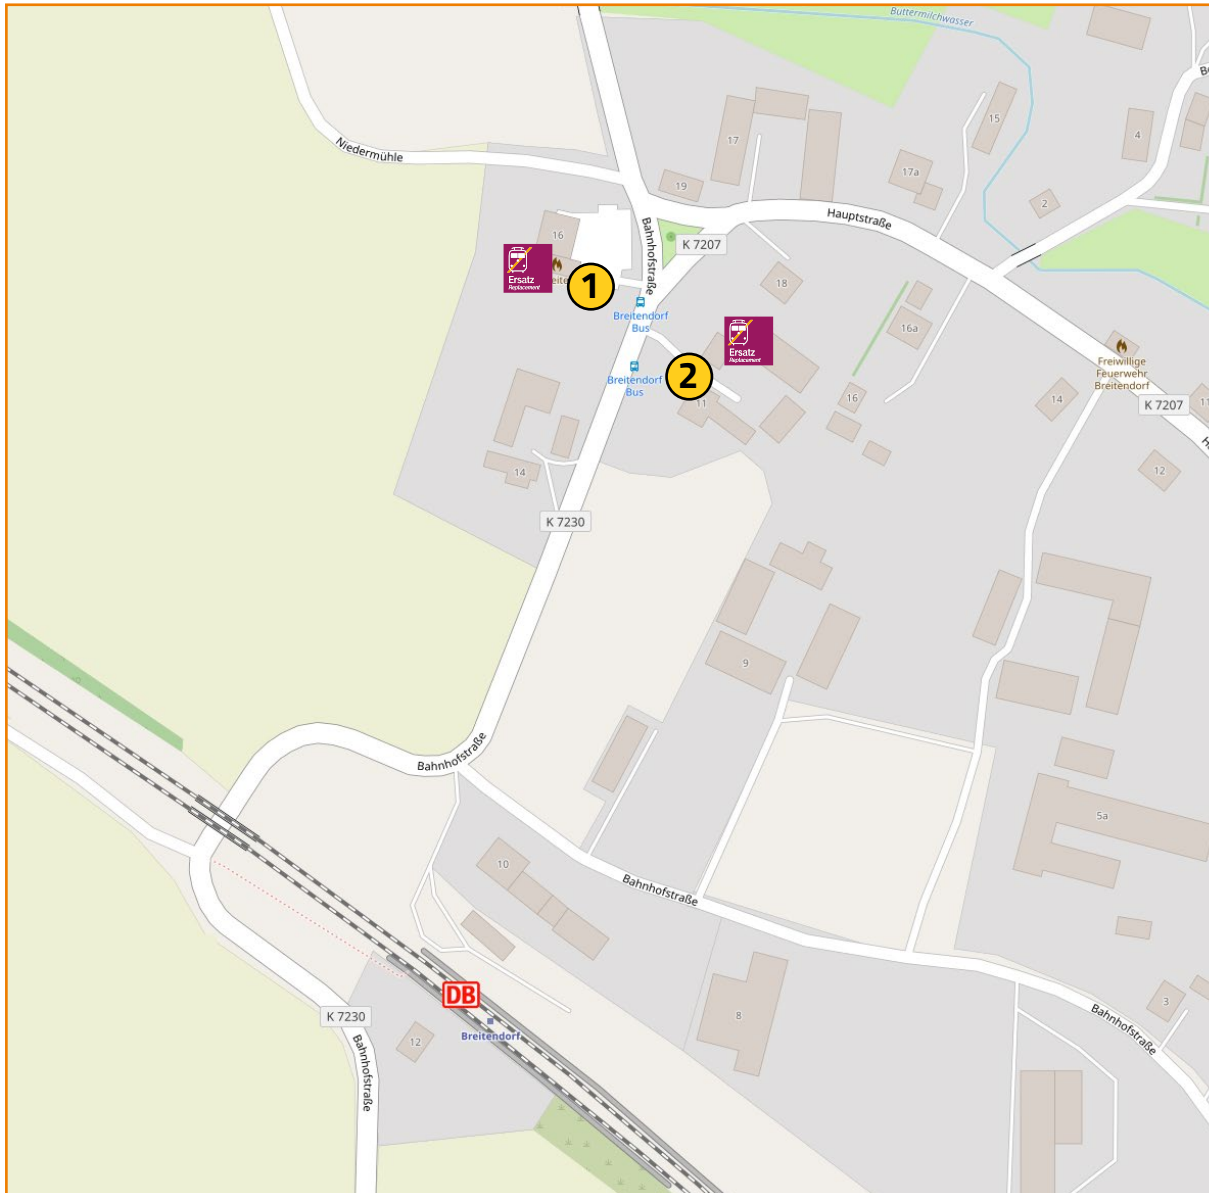 Buttermilchwasser
Be
15
4
17
Niedermühle
17a
19
2
Hauptstraße
Bahnhofstraße
16
K 7207
Ersatz
Replacement
1
18
Breitendorf
Bus
16a
Ersatz
Replacement
Freiwillige
Feuerwehr
Breitendorf
Breitendorf
Bus
2
11
16
14
K 7207
11
14
12
K 7230
9
Bahnhofstraße
5a
10
Bahnhofstraße
DB
3
K 7230
8
Bahnhofstraße
Breitendorf
12
Bahnhofstraße